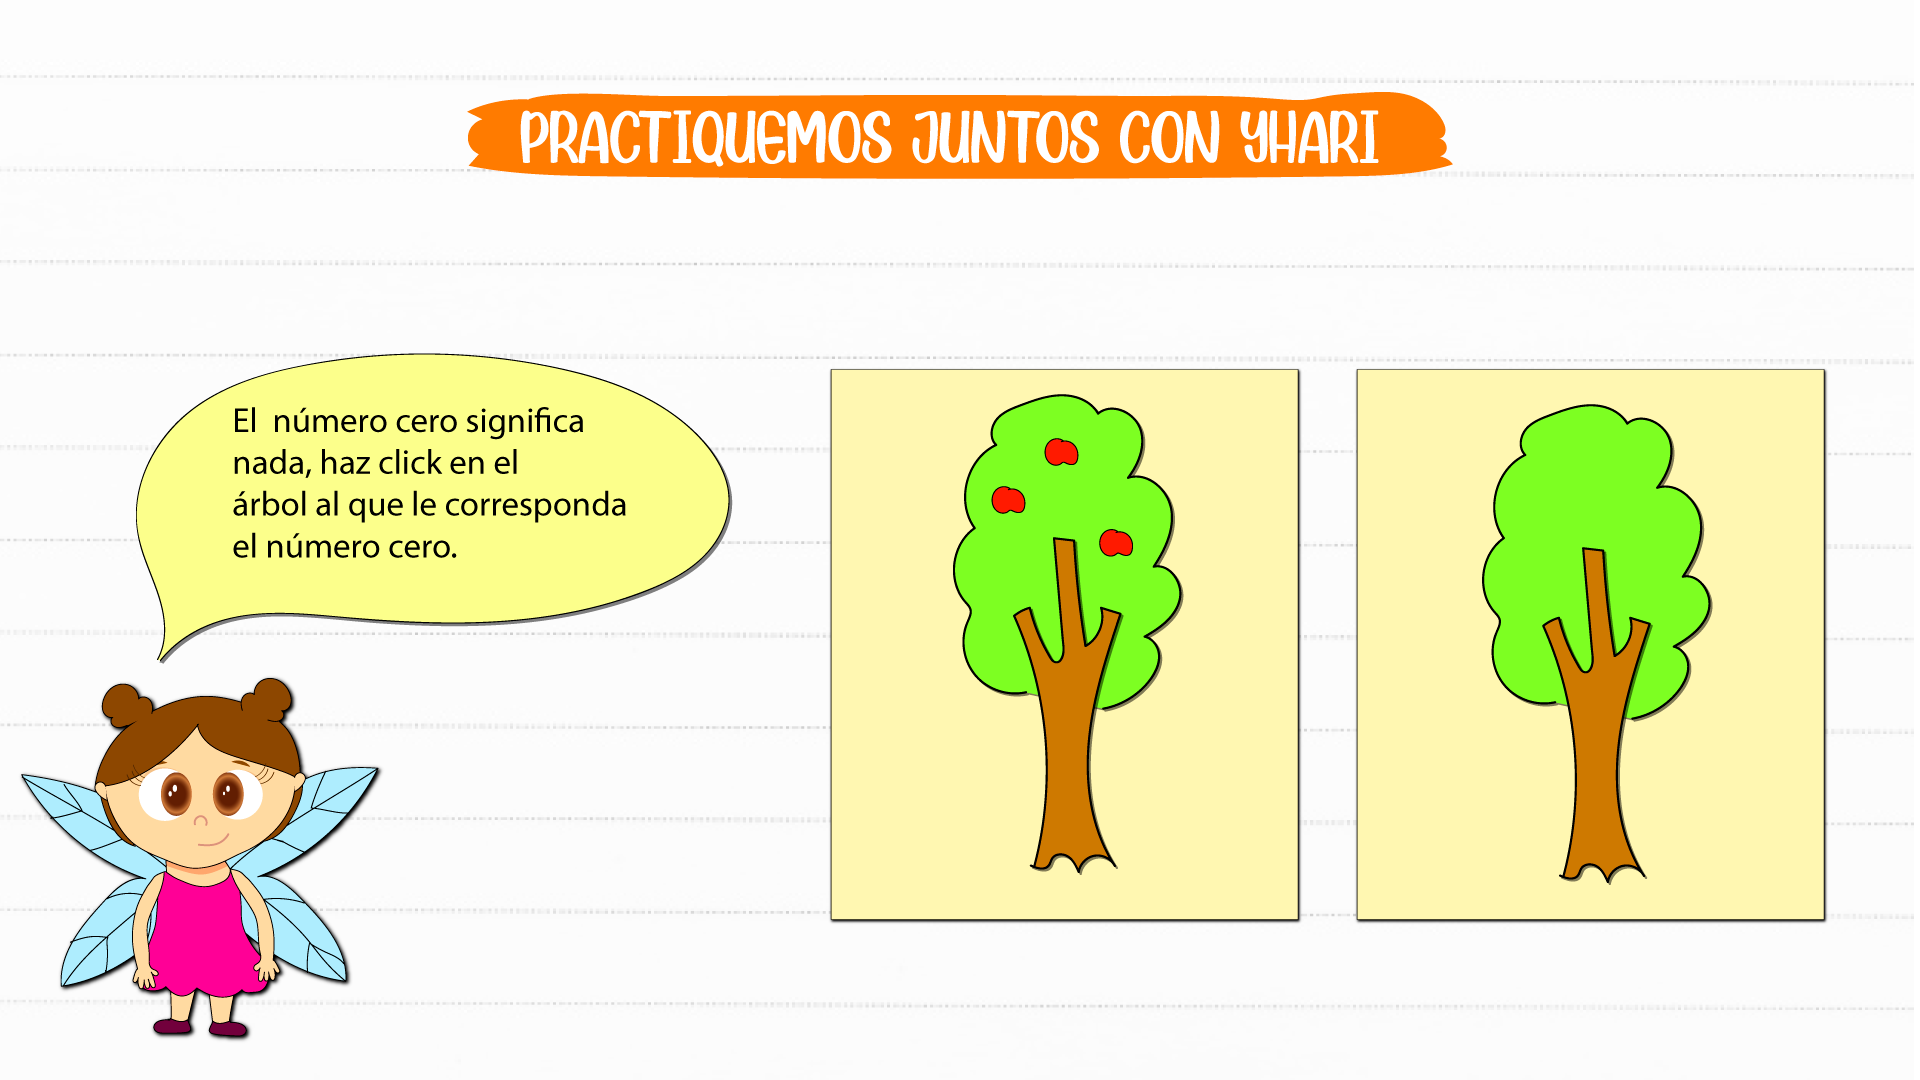 PRACTIQUEMOS JUNTOS CON YHARI
El  número cero significa
nada, haz click en el
árbol al que le corresponda
el número cero.